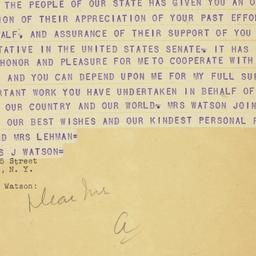 THE PEOPLE OF OUR STATE HAS GIVEN YOU AN O
ON OF THEIR APPRECIATION OF YOUR PAST EFFOR
ALF, AND ASSURANCE OF THEIR SUPPORT OF YOU
TATIVE IN THE UNITED STATES SENATE. IT HAS
HONOR AND PLEASURE FOR METO COOPERATE WITH
AND YOU CAN DEPEND UPON ME FOR MY FULL SUP
RTANT WORK YOU HAVE UNDERTAKEN IN BEHALF OF
OUR COUNTRY AND OUR WORLD. MRS WATSON JOIN
OUR BEST WISHES AND OUR KINDEST PERSONAL R
ND MRS LEHMAN=
S J WATSON=
5 Street
, N. Y.
Watson:
Dear Mr